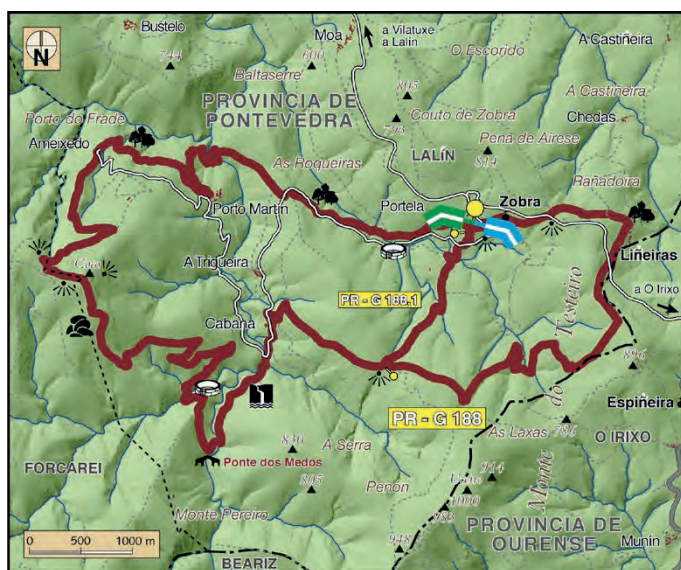 Bustelo
744
Moa
600
a Vilatuxe
a Lalín
O Escorido
A Castiñeira
N
Baltaserre
PROVINCIA DE
PONTEVEDRA
805
793
Couto de Zobra
A Castiñeira
Chedas
Porto do Frade
Ameixedo
LALÍN
Pena de Airese
814
As Roqueiras
Rañadoira
Porto Martín
Portela
Zobra
Liñeiras
a O Irixo
A Trigueira
Coco
PR - G 188.1
Cabana
Monte do Testeiro
896
Espiñeira
PR - G 188
As Laxas
O IRIXO
FORCAREI
Ponte dos Medos
830
A Serra
805
Penón
914
1000
983
Monte Pereiro
PROVINCIA DE
OURENSE
948
Munín
0 500 1000 m
BEARIZ